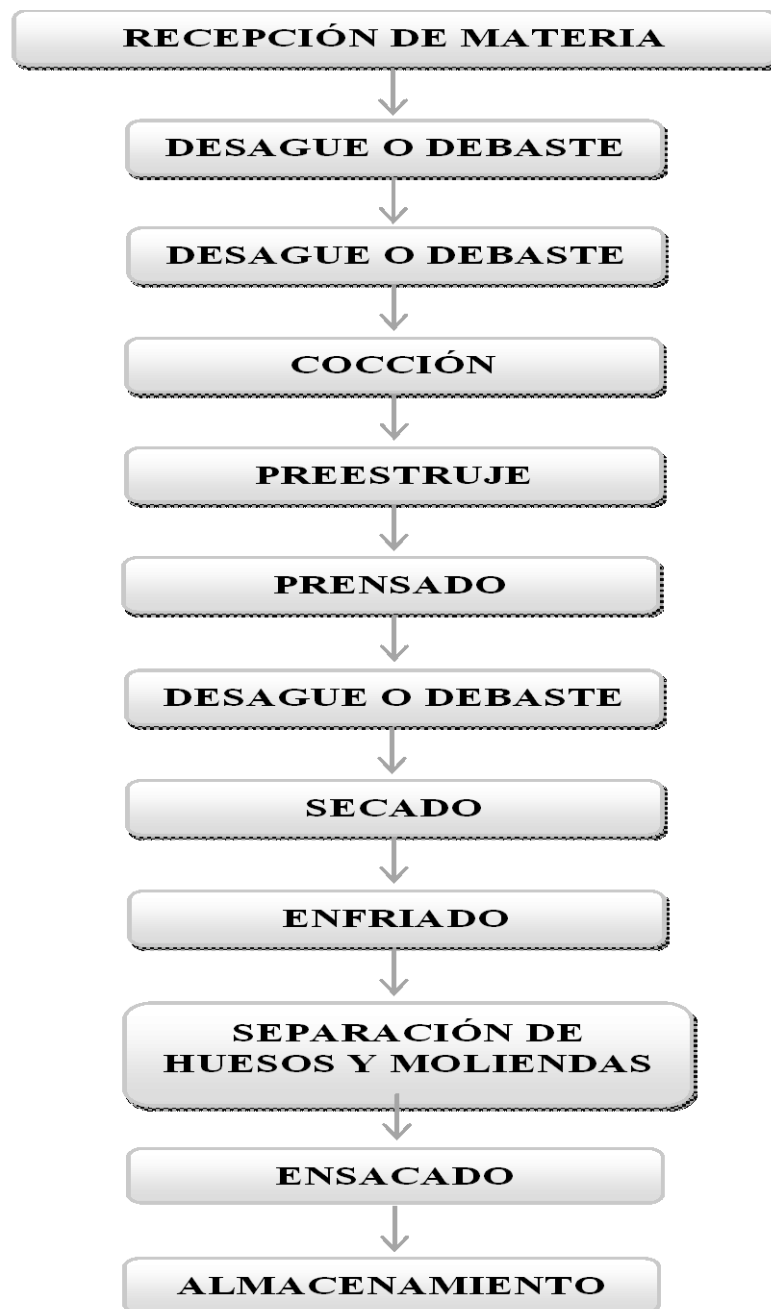 RECEPCIÓN DE MATERIA
DESAGUE O DEBASTE
DESAGUE O DEBASTE
COCCIÓN
PREESTRUJE
PRENSADO
DESAGUE O DEBASTE
SECADO
ENFRIADO
SEPARACIÓN DE
HUESOS Y MOLIENDAS
ENSACADO
ALMACENAMIENTO